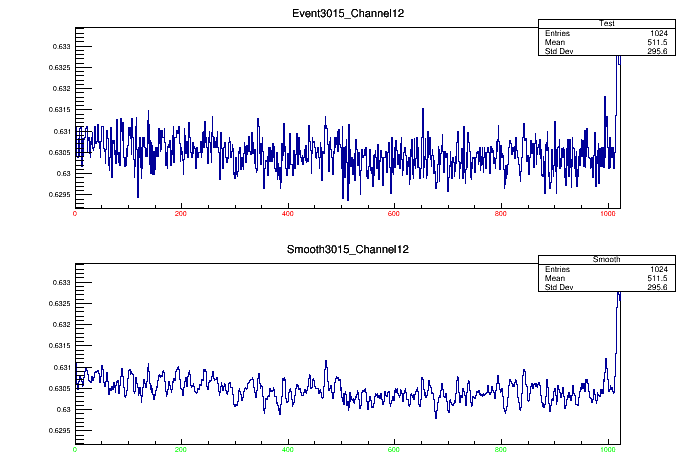 Event3015_Channel12
Test
Entries 1024
Mean 511.5
Std Dev 295.6
0.633
0.6325
0.632
0.6315
0.631
0.6305
0.63
0.6295
0 200 400 600 800 1000
Smooth3015_Channel12
Smooth
Entries 1024
Mean 511.5
Std Dev 295.6
0.633
0.6325
0.632
0.6315
0.631
0.6305
0.63
0.6295
0 200 400 600 800 1000